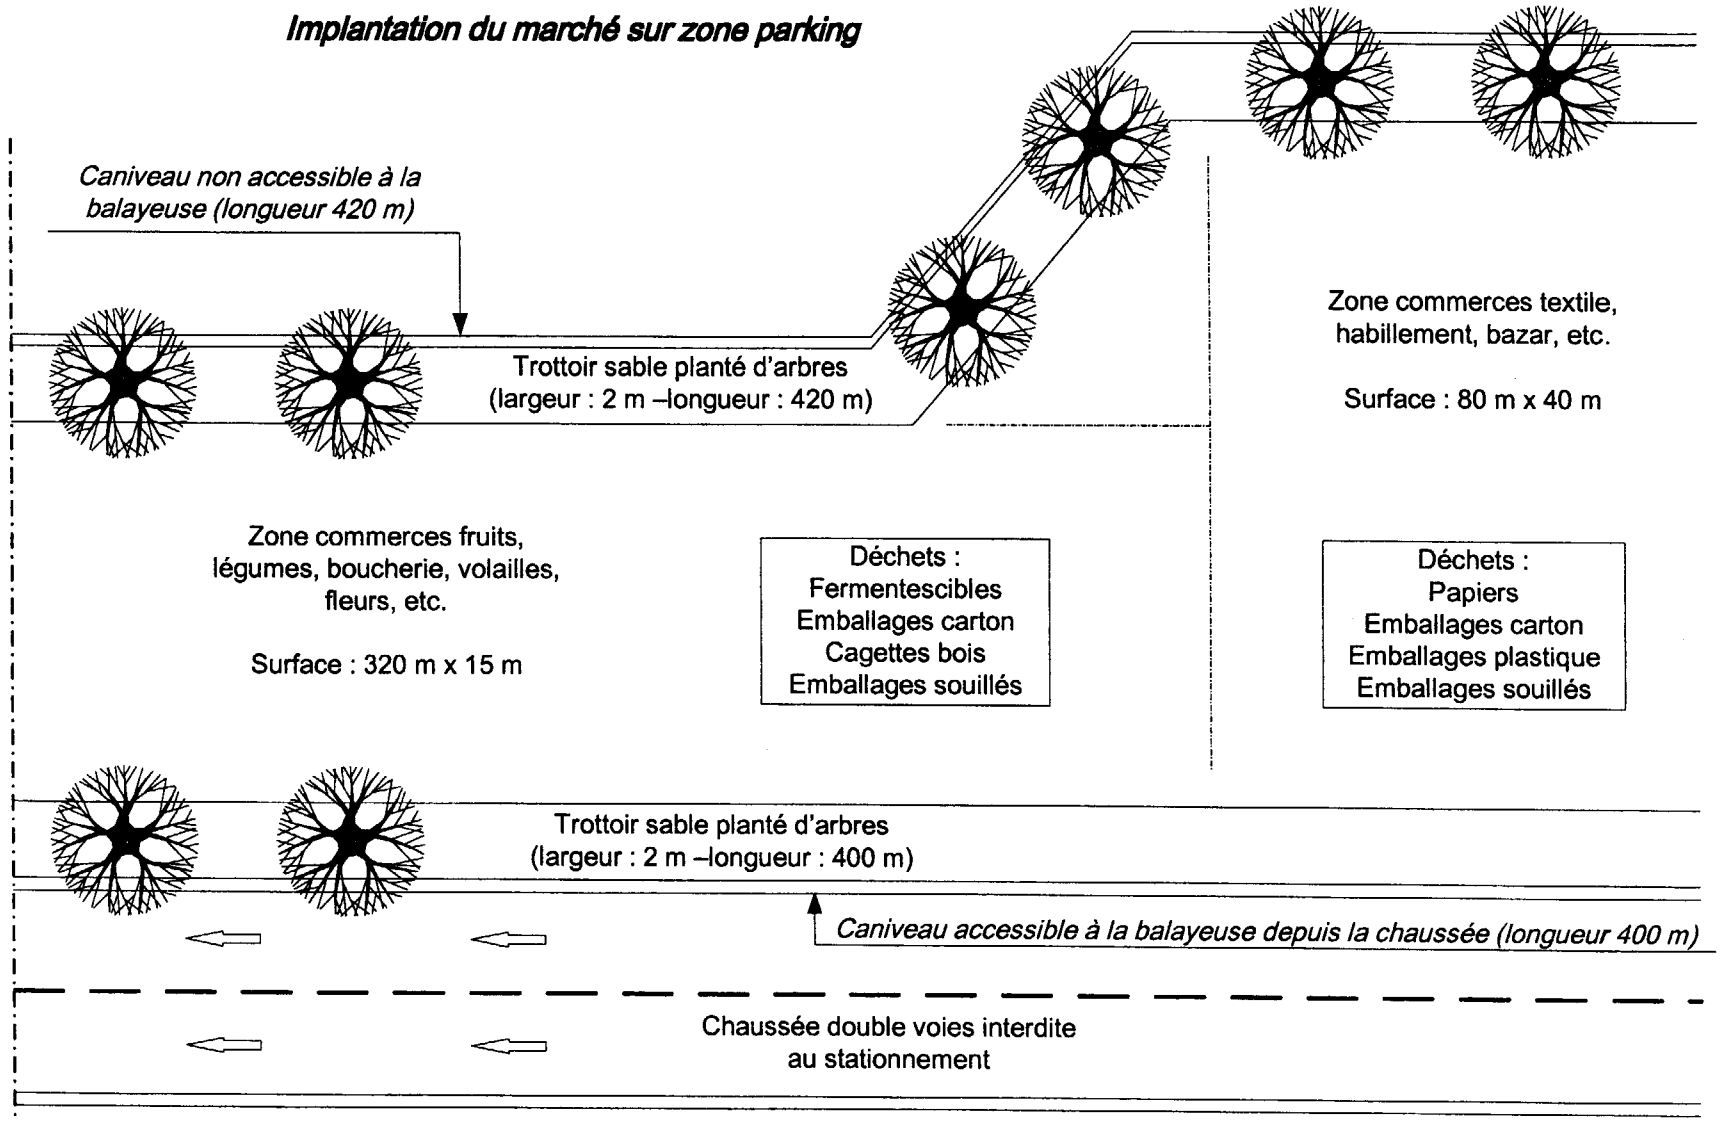 Implantation du marché sur zone parking
Caniveau non accessible à la
balayeuse (longueur 420 m)
Trottoir sable planté d'arbres
(largeur : 2 m –longueur : 420 m)
Zone commerces textile,
habillement, bazar, etc.
Surface : 80 m x 40 m
Zone commerces fruits,
légumes, boucherie, volailles,
fleurs, etc.
Surface : 320 m x 15 m
Déchets :
Fermentescibles
Emballages carton
Cagettes bois
Emballages souillés
Déchets :
Papiers
Emballages carton
Emballages plastique
Emballages souillés
Trottoir sable planté d'arbres
(largeur : 2 m –longueur : 400 m)
Caniveau accessible à la balayeuse depuis la chaussée (longueur 400 m)
Chaussée double voies interdite
au stationnement